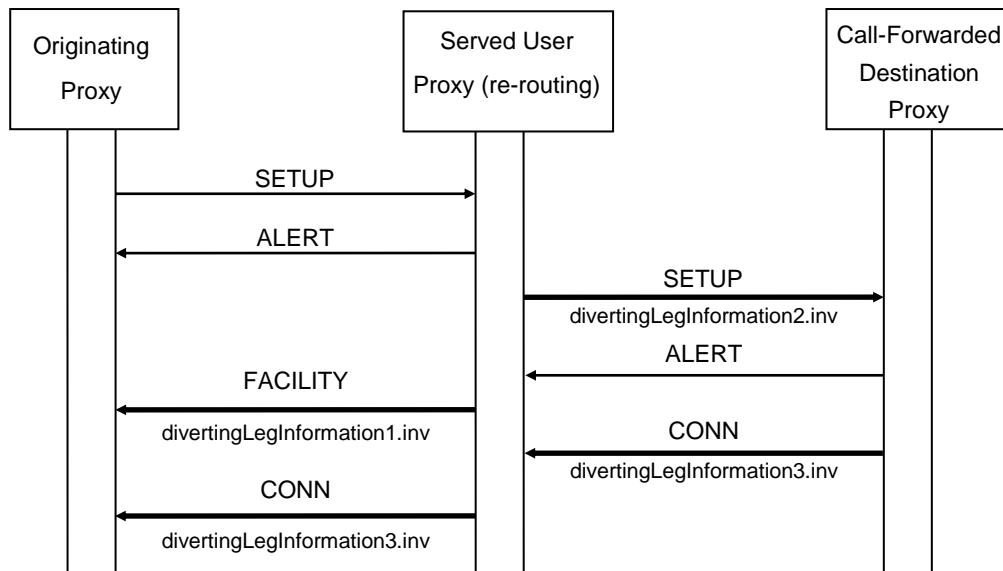 Originating
Proxy
Served User
Proxy (re-routing)
Call-Forwarded
Destination
Proxy
SETUP
ALERT
SETUP
divertingLegInformation2.inv
ALERT
FACILITY
divertingLegInformation1.inv
CONN
divertingLegInformation3.inv
CONN
divertingLegInformation3.inv